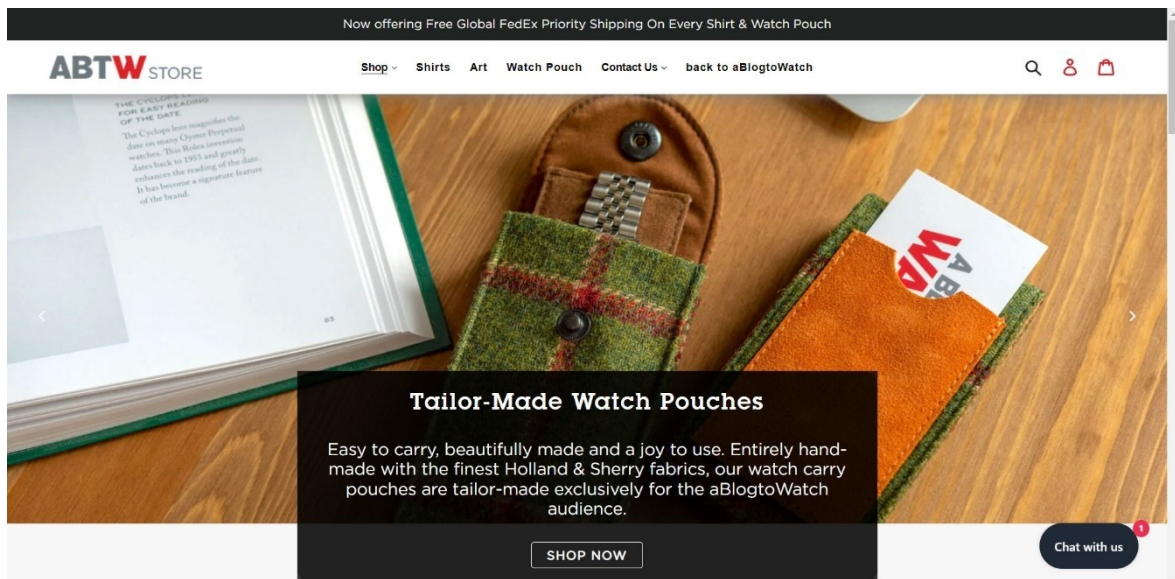 Now offering Free Global FedEx Priority Shipping On Every Shirt & Watch Pouch
ABTW STORE
Shop
Shirts
Art
Watch Pouch
Contact Us
back to aBlogtoWatch
FOR EASY READING
OF THE DATE
The Cyclops lens magnifies the
date on many Oyster Perpetual
watches. This Rolex invention
dates back to 1953 and greatly
enhances the reading of the date.
It has become a signature feature
of the brand.
83
Tailor-Made Watch Pouches
Easy to carry, beautifully made and a joy to use. Entirely hand-
made with the finest Holland & Sherry fabrics, our watch carry
pouches are tailor-made exclusively for the aBlogtoWatch
audience.
SHOP NOW
1
Chat with us